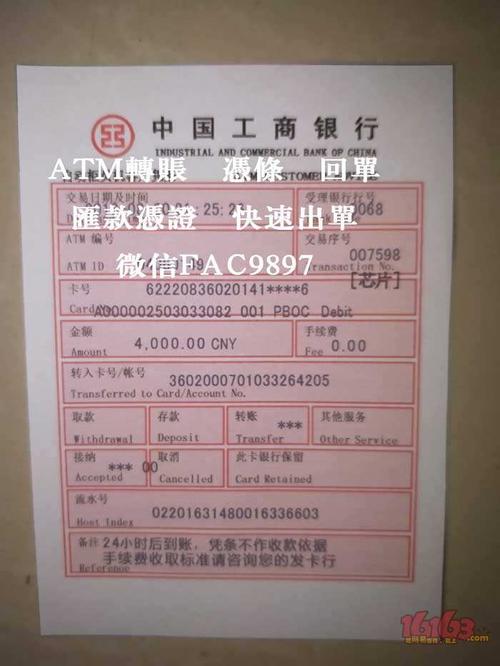 中国工商银行
INDUSTRIAL AND COMMERCIAL BANK OF CHINA
ATM轉賬 憑條 回單
交易日期及时间
25:2
受理银行行号
0068
匯款憑證 快速出單
ATM 编号
ATM ID
交易序号
007598
Transaction No.
微信FAC9897
[芯片]
卡号
62220836020141****6
Card No
A000002503033082 001 PBOC Debit
金额
Amount
4,000.00 CNY
手续费
Fee 0.00
转入卡号/帐号
3602000701033264205
Transferred to Card/Account No.
取款
Withdrawal
存款
Deposit
转账 ***
Transfer
其他服务
Other Service
接纳 *** 00
Accepted
取消
Cancelled
此卡银行保留
Card Retained
流水号
02201631480016336603
Host Index
备注 24小时后到账，凭条不作收款依据
手续费收取标准请咨询您的发卡行
Reference
16163.com